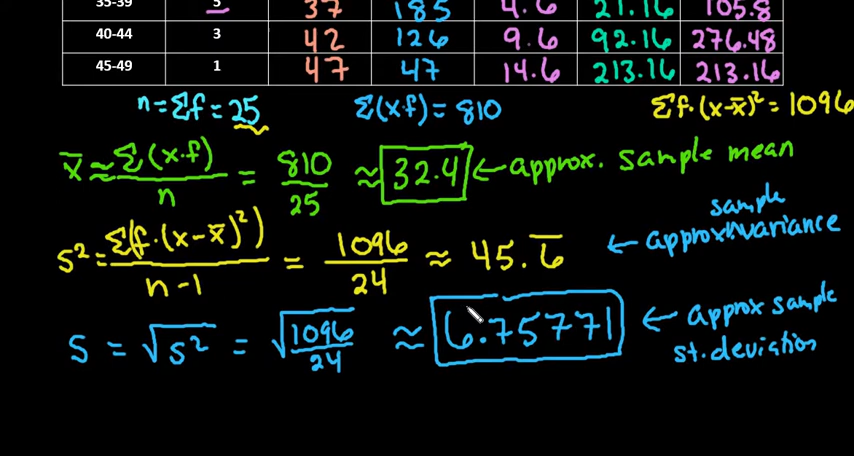 35-39 5 37 185 4.6 21.16 105.8
40-44 3 42 126 9.6 92.16 276.48
45-49 1 47 47 14.6 213.16 213.16
n=Σf=25 Σ(x·f)=810 Σf·(x-x̄)²=1096
x̄≈Σ(x·f)/n = 810/25 ≈ 32.4 ← approx. sample mean
s²=Σ(f·(x-x̄)²)/n-1 = 1096/24 ≈ 45.6̅ ← approx sample variance
s = √s² = √1096/24 ≈ 6.75771 ← approx sample
st.deviation